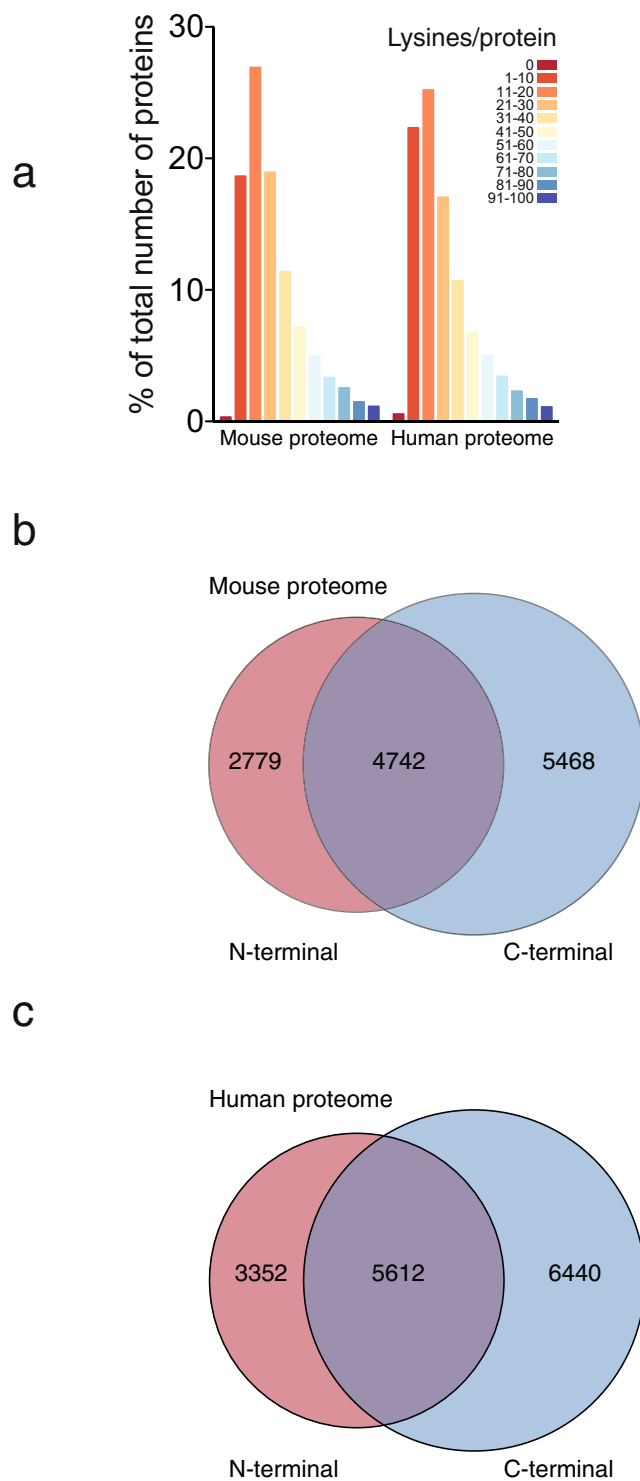 a
% of total number of proteins
30
20
10
0
Lysines/protein
0
1-10
11-20
21-30
31-40
41-50
51-60
61-70
71-80
81-90
91-100
Mouse proteome Human proteome
b
Mouse proteome
2779 4742 5468
N-terminal C-terminal
c
Human proteome
3352 5612 6440
N-terminal C-terminal